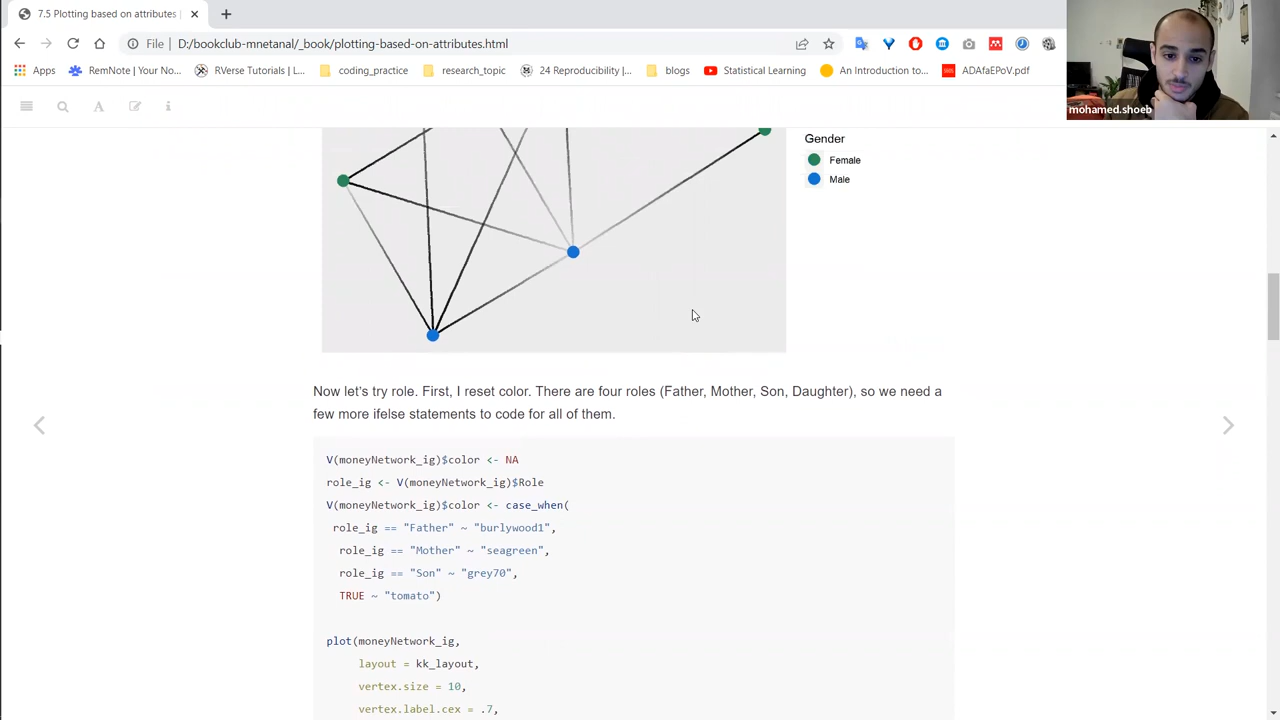 7.5 Plotting based on attributes |
mohamed.shoeb
File
D:/bookclubmnetanal/_book/plotting-based-on-attributes.html
Apps
RemNote | Your No...
RVerse Tutorials | L...
coding_practice
research_topic
24 Reproducibility |...
blogs
Statistical Learning
An Introduction to...
ADAfaEPoV.pdf
Gender
Female
Male
Now let's try role. First, I reset color. There are four roles (Father, Mother, Son, Daughter), so we need a
few more ifelse statements to code for all of them.
V(moneyNetwork_ig)$color <- NA
role_ig <- V(moneyNetwork_ig)$Role
V(moneyNetwork_ig)$color <- case_when(
role_ig == "Father" ~ "burlywood1",
role_ig == "Mother" ~ "seagreen",
role_ig == "Son" ~ "grey70",
TRUE ~ "tomato")
plot(moneyNetwork_ig,
layout = kk_layout,
vertex.size = 10,
vertex.label.cex = .7,